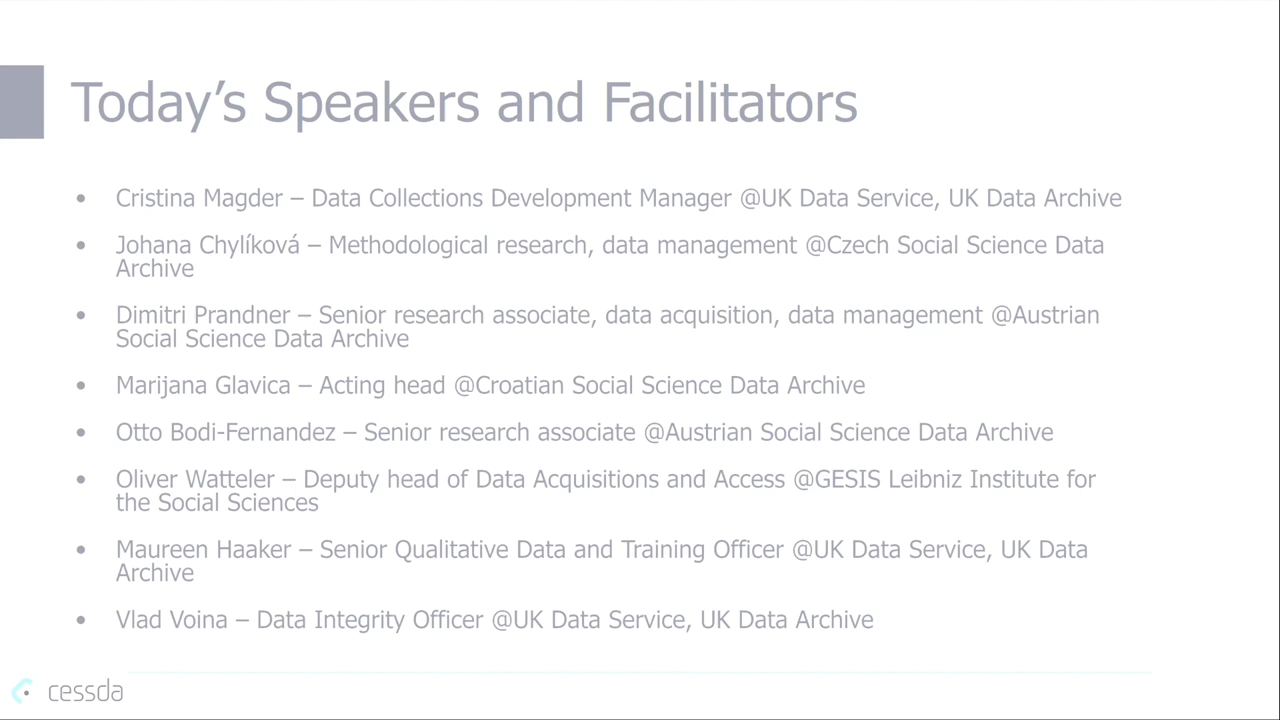 Today’s Speakers and Facilitators
• Cristina Magder – Data Collections Development Manager @UK Data Service, UK Data Archive
• Johana Chylíková – Methodological research, data management @Czech Social Science Data
Archive
• Dimitri Prandner – Senior research associate, data acquisition, data management @Austrian
Social Science Data Archive
• Marijana Glavica – Acting head @Croatian Social Science Data Archive
• Otto Bodi-Fernandez – Senior research associate @Austrian Social Science Data Archive
• Oliver Watteler – Deputy head of Data Acquisitions and Access @GESIS Leibniz Institute for
the Social Sciences
• Maureen Haaker – Senior Qualitative Data and Training Officer @UK Data Service, UK Data
Archive
• Vlad Voina – Data Integrity Officer @UK Data Service, UK Data Archive
cessda